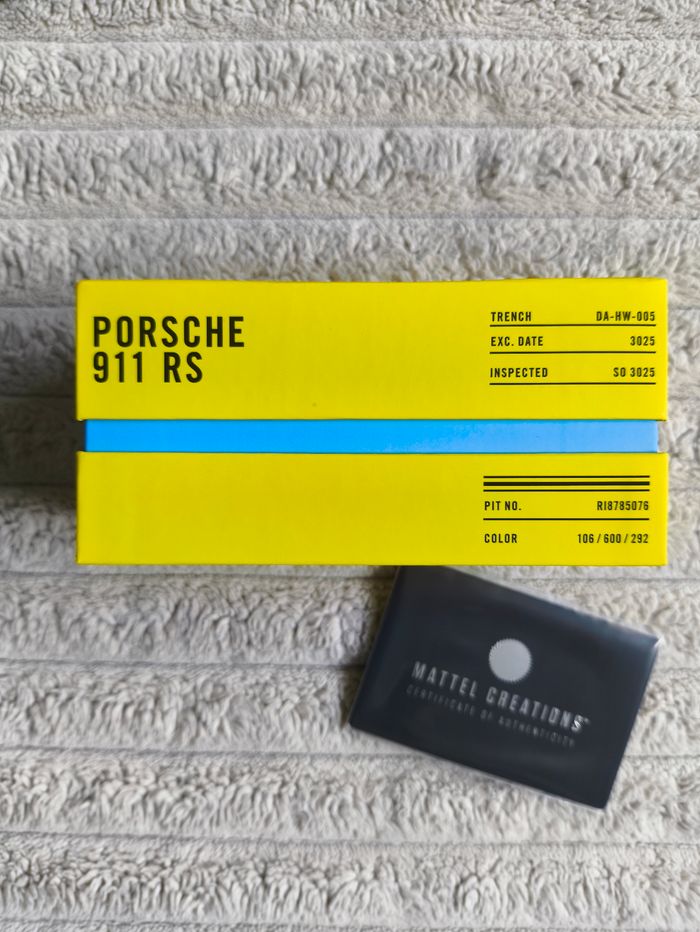 PORSCHE
911 RS
TRENCH DA-HW-005
EXC. DATE 3025
INSPECTED SO 3025
PIT NO. RI8785076
COLOR 106 / 600 / 292
MATTEL CREATIONS™
CERTIFICATE OF AUTHENTICITY